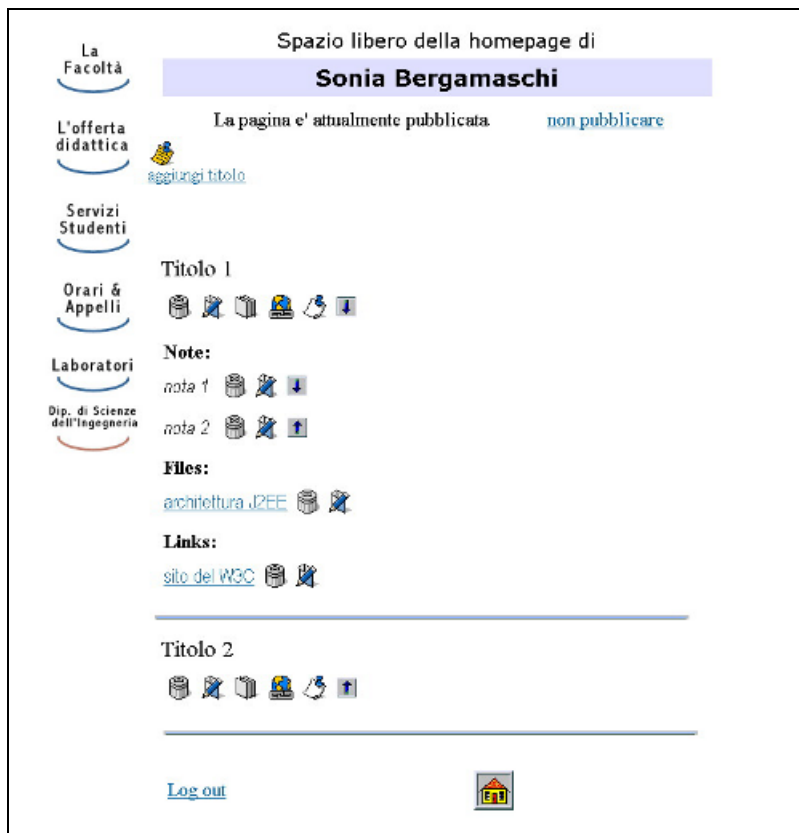 La
Facoltà
L'offerta
didattica
Servizi
Studenti
Orari &
Appelli
Laboratori
Dip. di Scienze
dell'Ingegneria
Spazio libero della homepage di
Sonia Bergamaschi
La pagina e' attualmente pubblicata non pubblicare
aggiungi titolo
Titolo 1
Note:
nota 1
nota 2
Files:
architettura J2EE
Links:
sito del W3C
Titolo 2
Log out